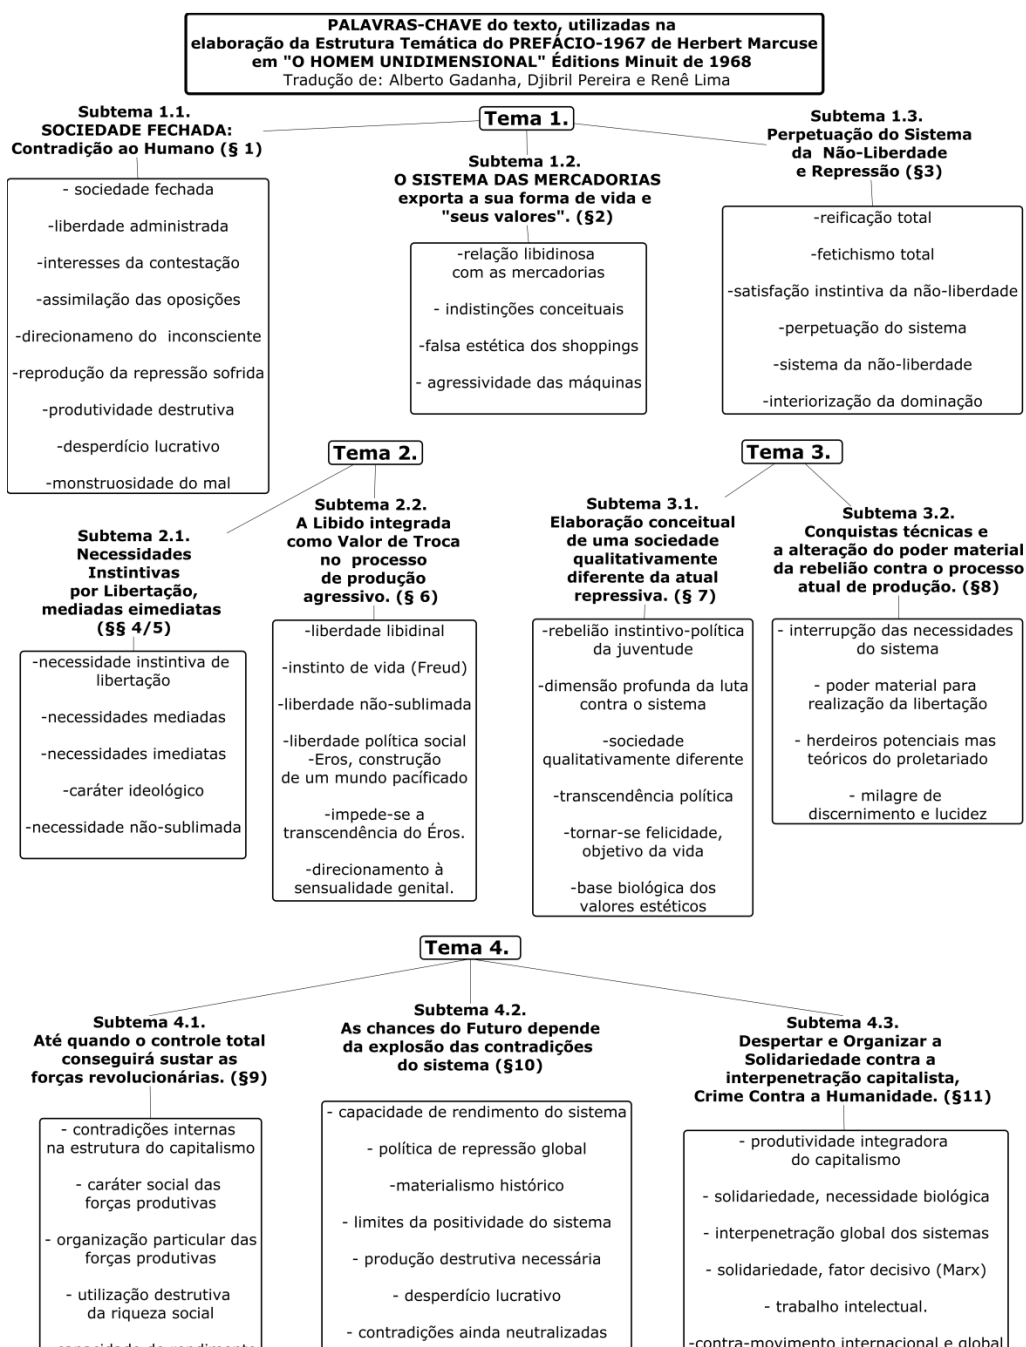 PALAVRAS-CHAVE do texto, utilizadas na
elaboração da Estrutura Temática do PREFÁCIO-1967 de Herbert Marcuse
em "O HOMEM UNIDIMENSIONAL" Éditions Minuit de 1968
Tradução de: Alberto Gadanha, Djibril Pereira e Renê Lima
Tema 1.
Subtema 1.1.
SOCIEDADE FECHADA:
Contradição ao Humano (§ 1)
- sociedade fechada
-liberdade administrada
-interesses da contestação
-assimilação das oposições
-direcionameno do inconsciente
-reprodução da repressão sofrida
-produtividade destrutiva
-desperdício lucrativo
-monstruosidade do mal
Subtema 1.2.
O SISTEMA DAS MERCADORIAS
exporta a sua forma de vida e
"seus valores". (§2)
-relação libidinosa
com as mercadorias
- indistinções conceituais
-falsa estética dos shoppings
- agressividade das máquinas
Subtema 1.3.
Perpetuação do Sistema
da Não-Liberdade
e Repressão (§3)
-reificação total
-fetichismo total
-satisfação instintiva da não-liberdade
-perpetuação do sistema
-sistema da não-liberdade
-interiorização da dominação
Tema 2.
Subtema 2.1.
Necessidades
Instintivas
por Libertação,
mediadas eimediatas
(§§ 4/5)
-necessidade instintiva de
libertação
-necessidades mediadas
-necessidades imediatas
-caráter ideológico
-necessidade não-sublimada
Subtema 2.2.
A Libido integrada
como Valor de Troca
no processo
de produção
agressivo. (§ 6)
-liberdade libidinal
-instinto de vida (Freud)
-liberdade não-sublimada
-liberdade política social
-Eros, construção
de um mundo pacíficado
-impede-se a
transcendência do Éros.
-direcionamento à
sensualidade genital.
Tema 3.
Subtema 3.1.
Elaboração conceitual
de uma sociedade
qualitativamente
diferente da atual
repressiva. (§ 7)
-rebelião instintivo-política
da juventude
-dimensão profunda da luta
contra o sistema
-sociedade
qualitativamente diferente
-transcendência política
-tornar-se felicidade,
objetivo da vida
-base biológica dos
valores estéticos
Subtema 3.2.
Conquistas técnicas e
a alteração do poder material
da rebelião contra o processo
atual de produção. (§8)
- interrupção das necessidades
do sistema
- poder material para
realização da libertação
- herdeiros potenciais mas
teóricos do proletariado
- milagre de
discernimento e lucidez
Tema 4.
Subtema 4.1.
Até quando o controle total
conseguirá sustar as
forças revolucionárias. (§9)
- contradições internas
na estrutura do capitalismo
- caráter social das
forças produtivas
- organização particular das
forças produtivas
- utilização destrutiva
da riqueza social
-capacidade de rendimento
Subtema 4.2.
As chances do Futuro depende
da explosão das contradições
do sistema (§10)
- capacidade de rendimento do sistema
- política de repressão global
-materialismo histórico
- limites da positividade do sistema
- produção destrutiva necessária
- desperdício lucrativo
- contradições ainda neutralizadas
Subtema 4.3.
Despertar e Organizar a
Solidariedade contra a
interpenetração capitalista,
Crime Contra a Humanidade. (§11)
- produtividade integradora
do capitalismo
- solidariedade, necessidade biológica
- interpenetração global dos sistemas
- solidariedade, fator decisivo (Marx)
- trabalho intelectual.
-contra-movimento internacional e global